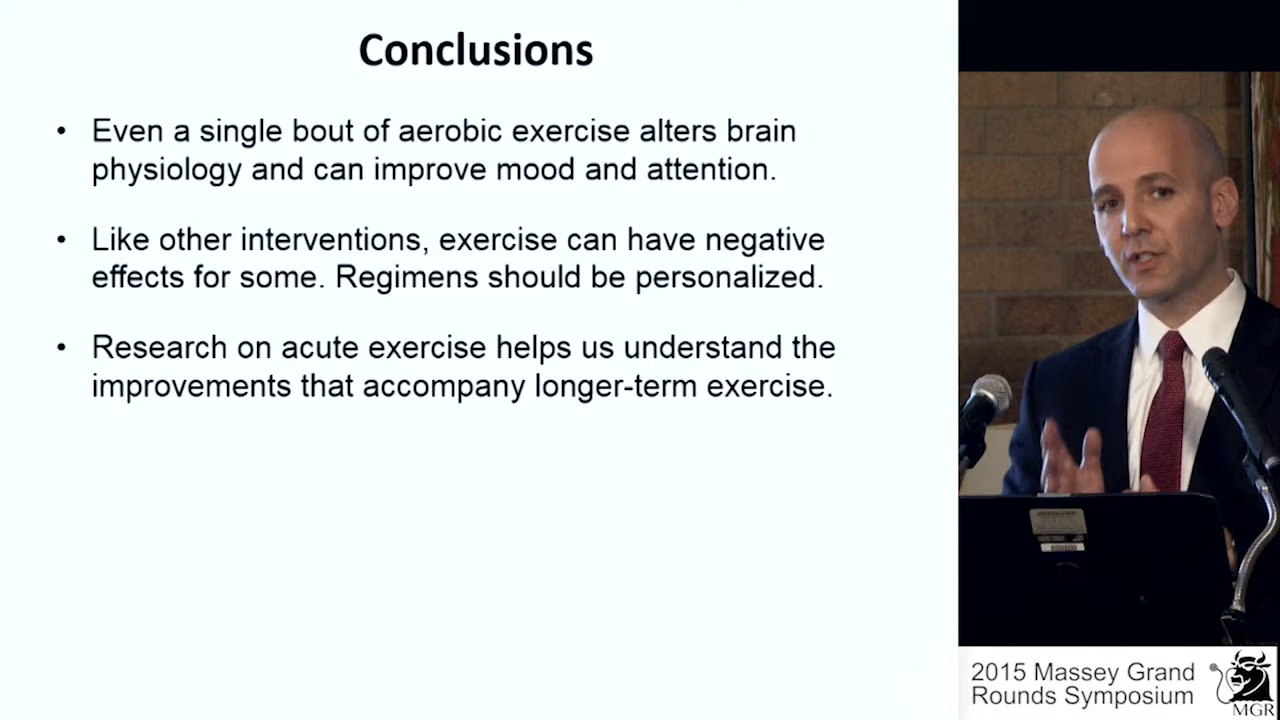 Conclusions
• Even a single bout of aerobic exercise alters brain
physiology and can improve mood and attention.
• Like other interventions, exercise can have negative
effects for some. Regimens should be personalized.
• Research on acute exercise helps us understand the
improvements that accompany longer-term exercise.
2015 Massey Grand
Rounds Symposium
MGR